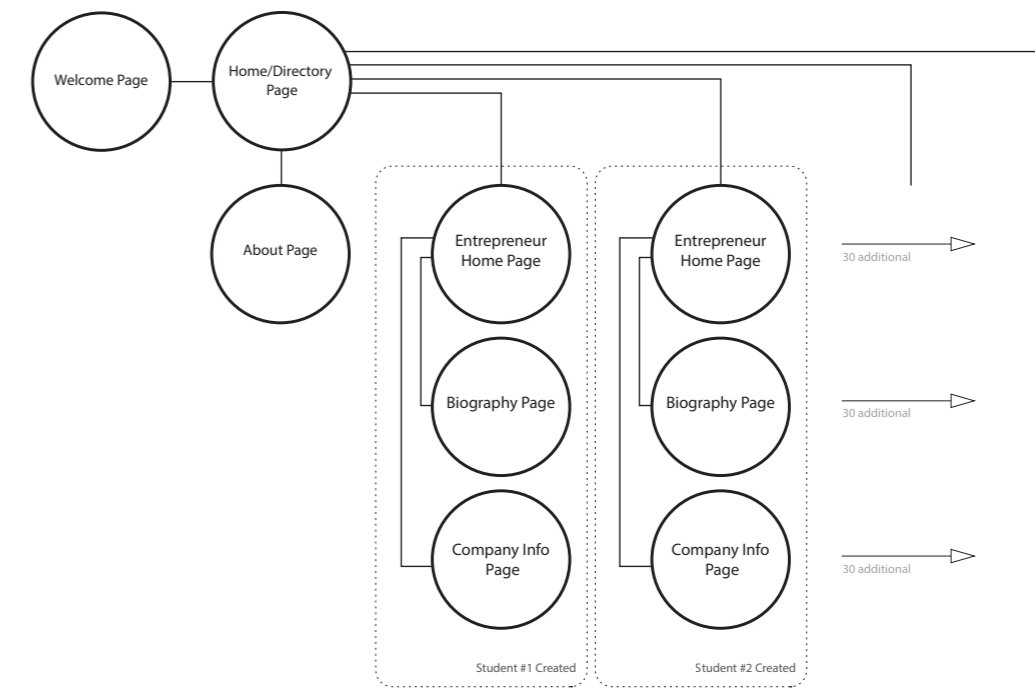 Welcome Page
Home/Directory
Page
About Page
Entrepreneur
Home Page
Biography Page
Company Info
Page
Student #1 Created
Entrepreneur
Home Page
Biography Page
Company Info
Page
Student #2 Created
30 additional
30 additional
30 additional